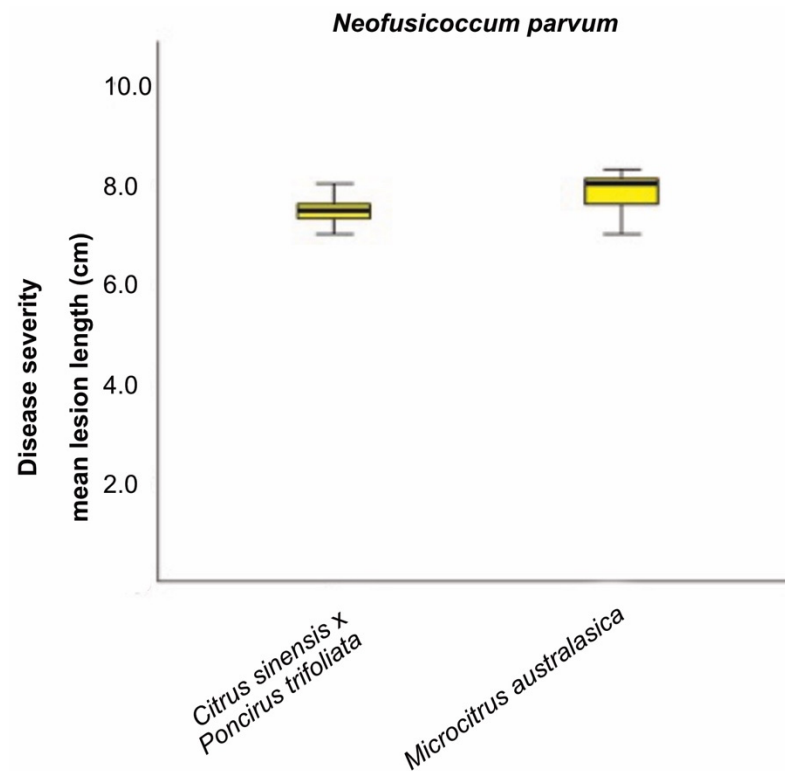 Neofusicoccum parvum
10.0
8.0
6.0
4.0
2.0
Disease severity
mean lesion length (cm)
Citrus sinensis x
Poncirus trifoliata
Microcitrus australasica